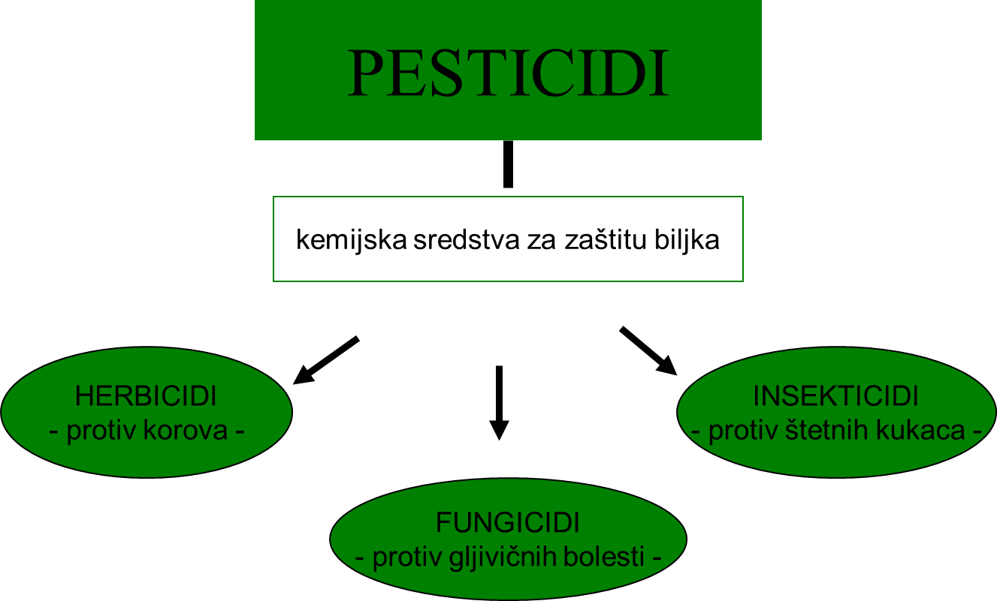 PESTICIDI
kemijska sredstva za zaštitu biljka
HERBICIDI
- protiv korova -
INSEKTICIDI
- protiv štetnih kukaca -
FUNGICIDI
- protiv gljivičnih bolesti -